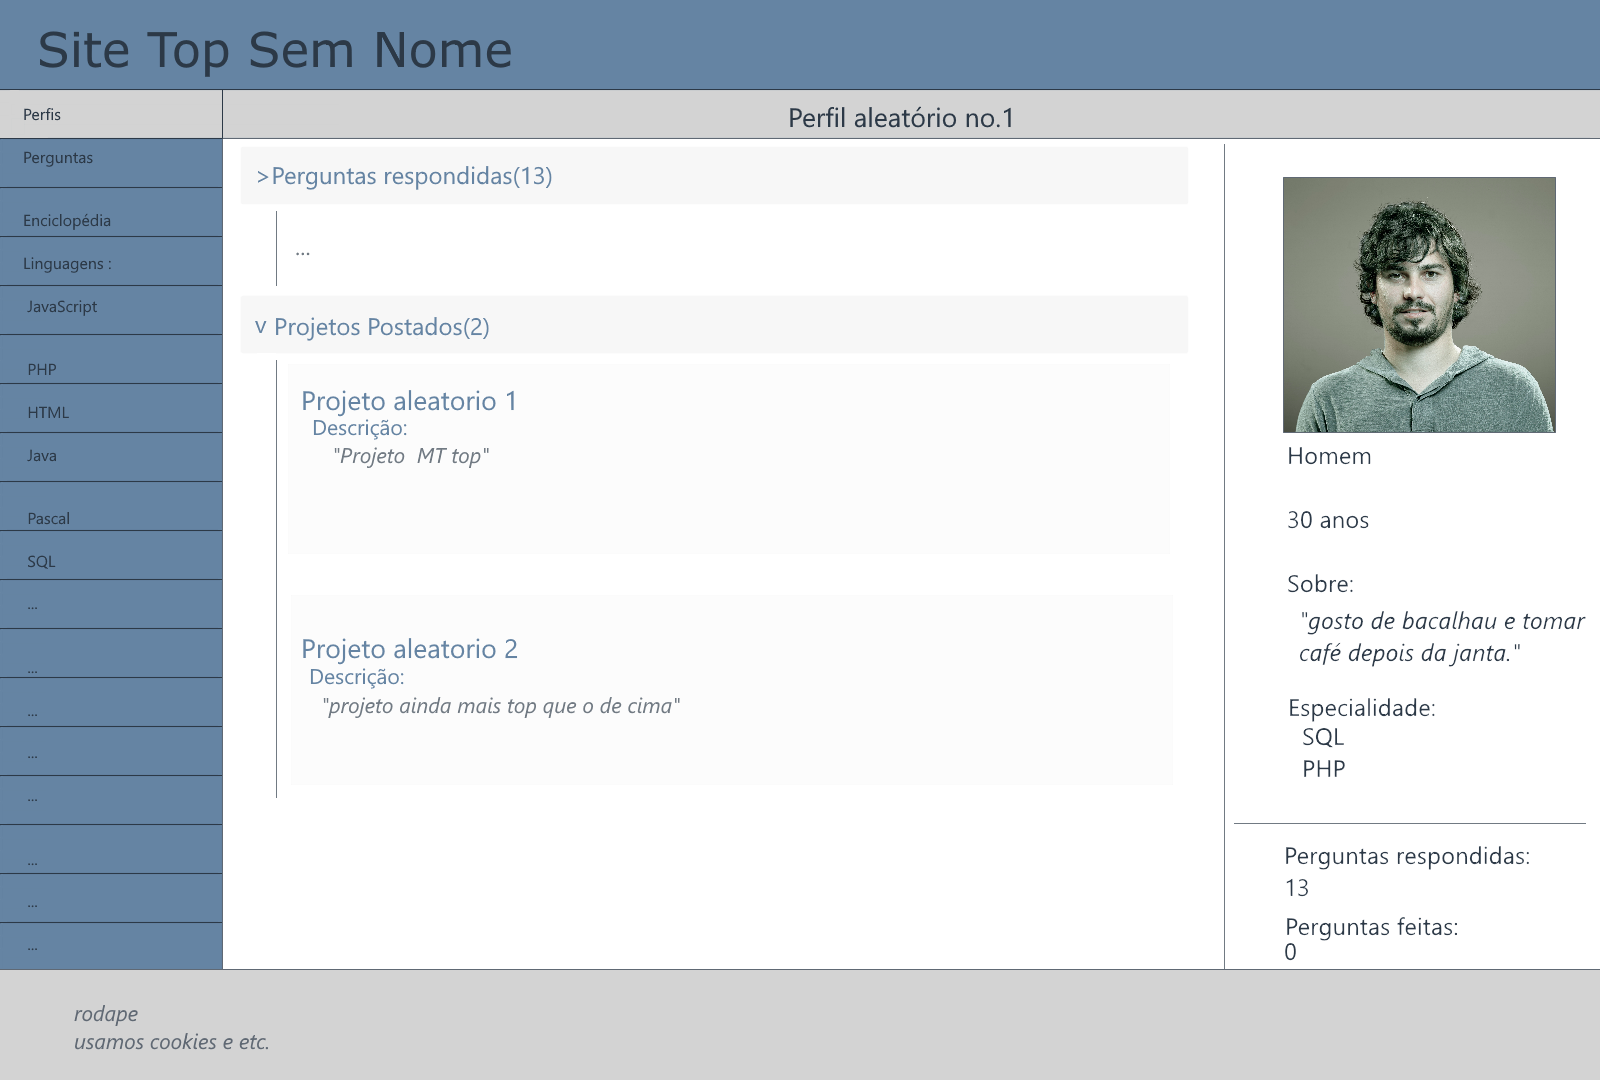 Site Top Sem Nome
Perfis
Perfil aleatório no.1
Perguntas
Enciclopédia
Linguagens :
JavaScript
PHP
HTML
Java
Pascal
SQL
...
...
...
...
...
...
...
...
>Perguntas respondidas(13)
...
v Projetos Postados(2)
Projeto aleatorio 1
Descrição:
"Projeto MT top"
Projeto aleatorio 2
Descrição:
"projeto ainda mais top que o de cima"
Homem
30 anos
Sobre:
"gosto de bacalhau e tomar
café depois da janta."
Especialidade:
SQL
PHP
Perguntas respondidas:
13
Perguntas feitas:
0
rodape
usamos cookies e etc.